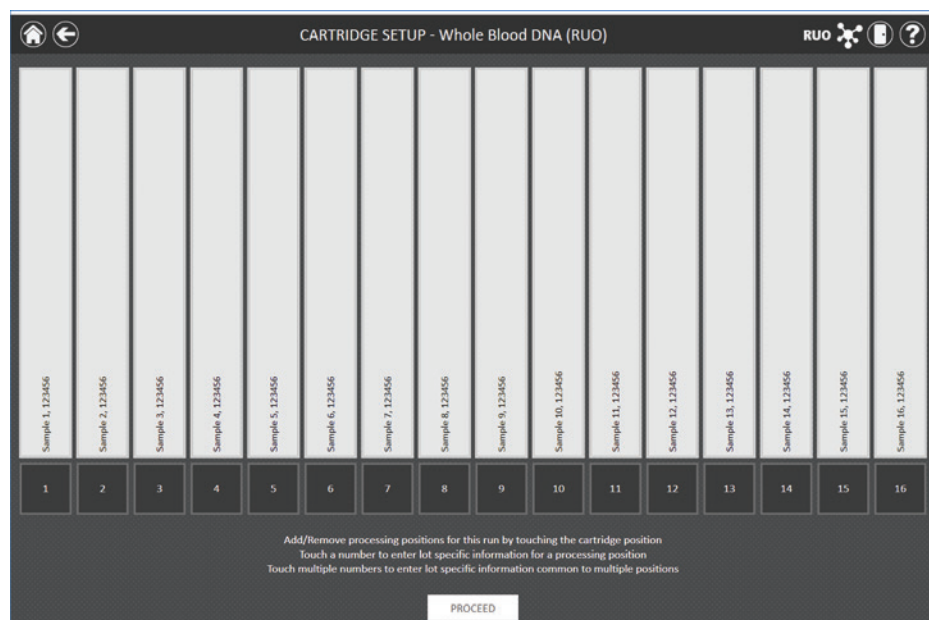 CARTRIDGE SETUP - Whole Blood DNA (RUO)
RUO
?
Sample 1, 123456
Sample 2, 123456
Sample 3, 123456
Sample 4, 123456
Sample 5, 123456
Sample 6, 123456
Sample 7, 123456
Sample 8, 123456
Sample 9, 123456
Sample 10, 123456
Sample 11, 123456
Sample 12, 123456
Sample 13, 123456
Sample 14, 123456
Sample 15, 123456
Sample 16, 123456
1 2 3 4 5 6 7 8 9 10 11 12 13 14 15 16
Add/Remove processing positions for this run by touching the cartridge position
Touch a number to enter lot specific information for a processing position
Touch multiple numbers to enter lot specific information common to multiple positions
PROCEED